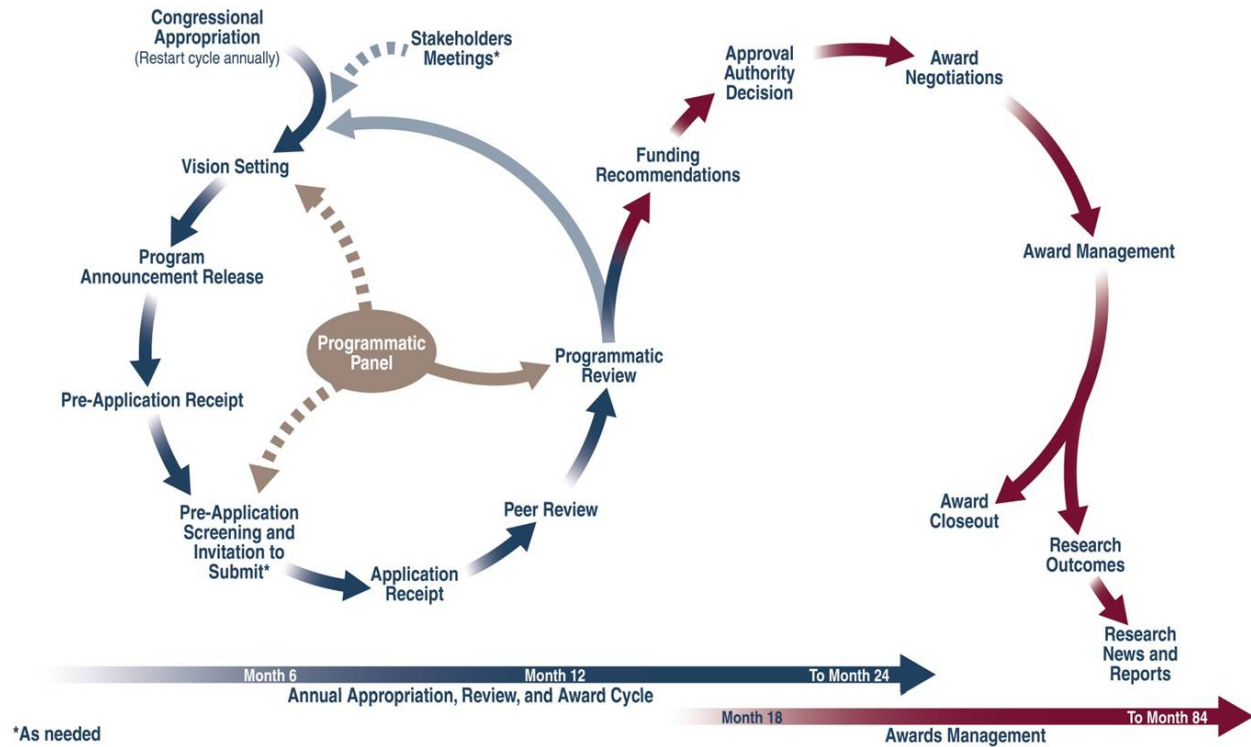 Congressional
Appropriation
(Restart cycle annually)
Stakeholders
Meetings*
Vision Setting
Program
Announcement Release
Pre-Application Receipt
Pre-Application
Screening and
Invitation to
Submit*
Application
Receipt
Peer Review
Programmatic
Panel
Programmatic
Review
Funding
Recommendations
Approval
Authority
Decision
Award
Negotiations
Award Management
Award
Closeout
Research
Outcomes
Research
News and
Reports
Month 6
Month 12
To Month 24
Annual Appropriation, Review, and Award Cycle
Month 18
To Month 84
Awards Management
*As needed